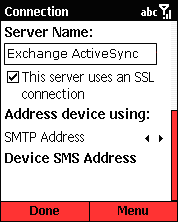 Connection abc
Server Name:
Exchange ActiveSync
This server uses an SSL
connection
Address device using:
SMTP Address
Device SMS Address
Done Menu